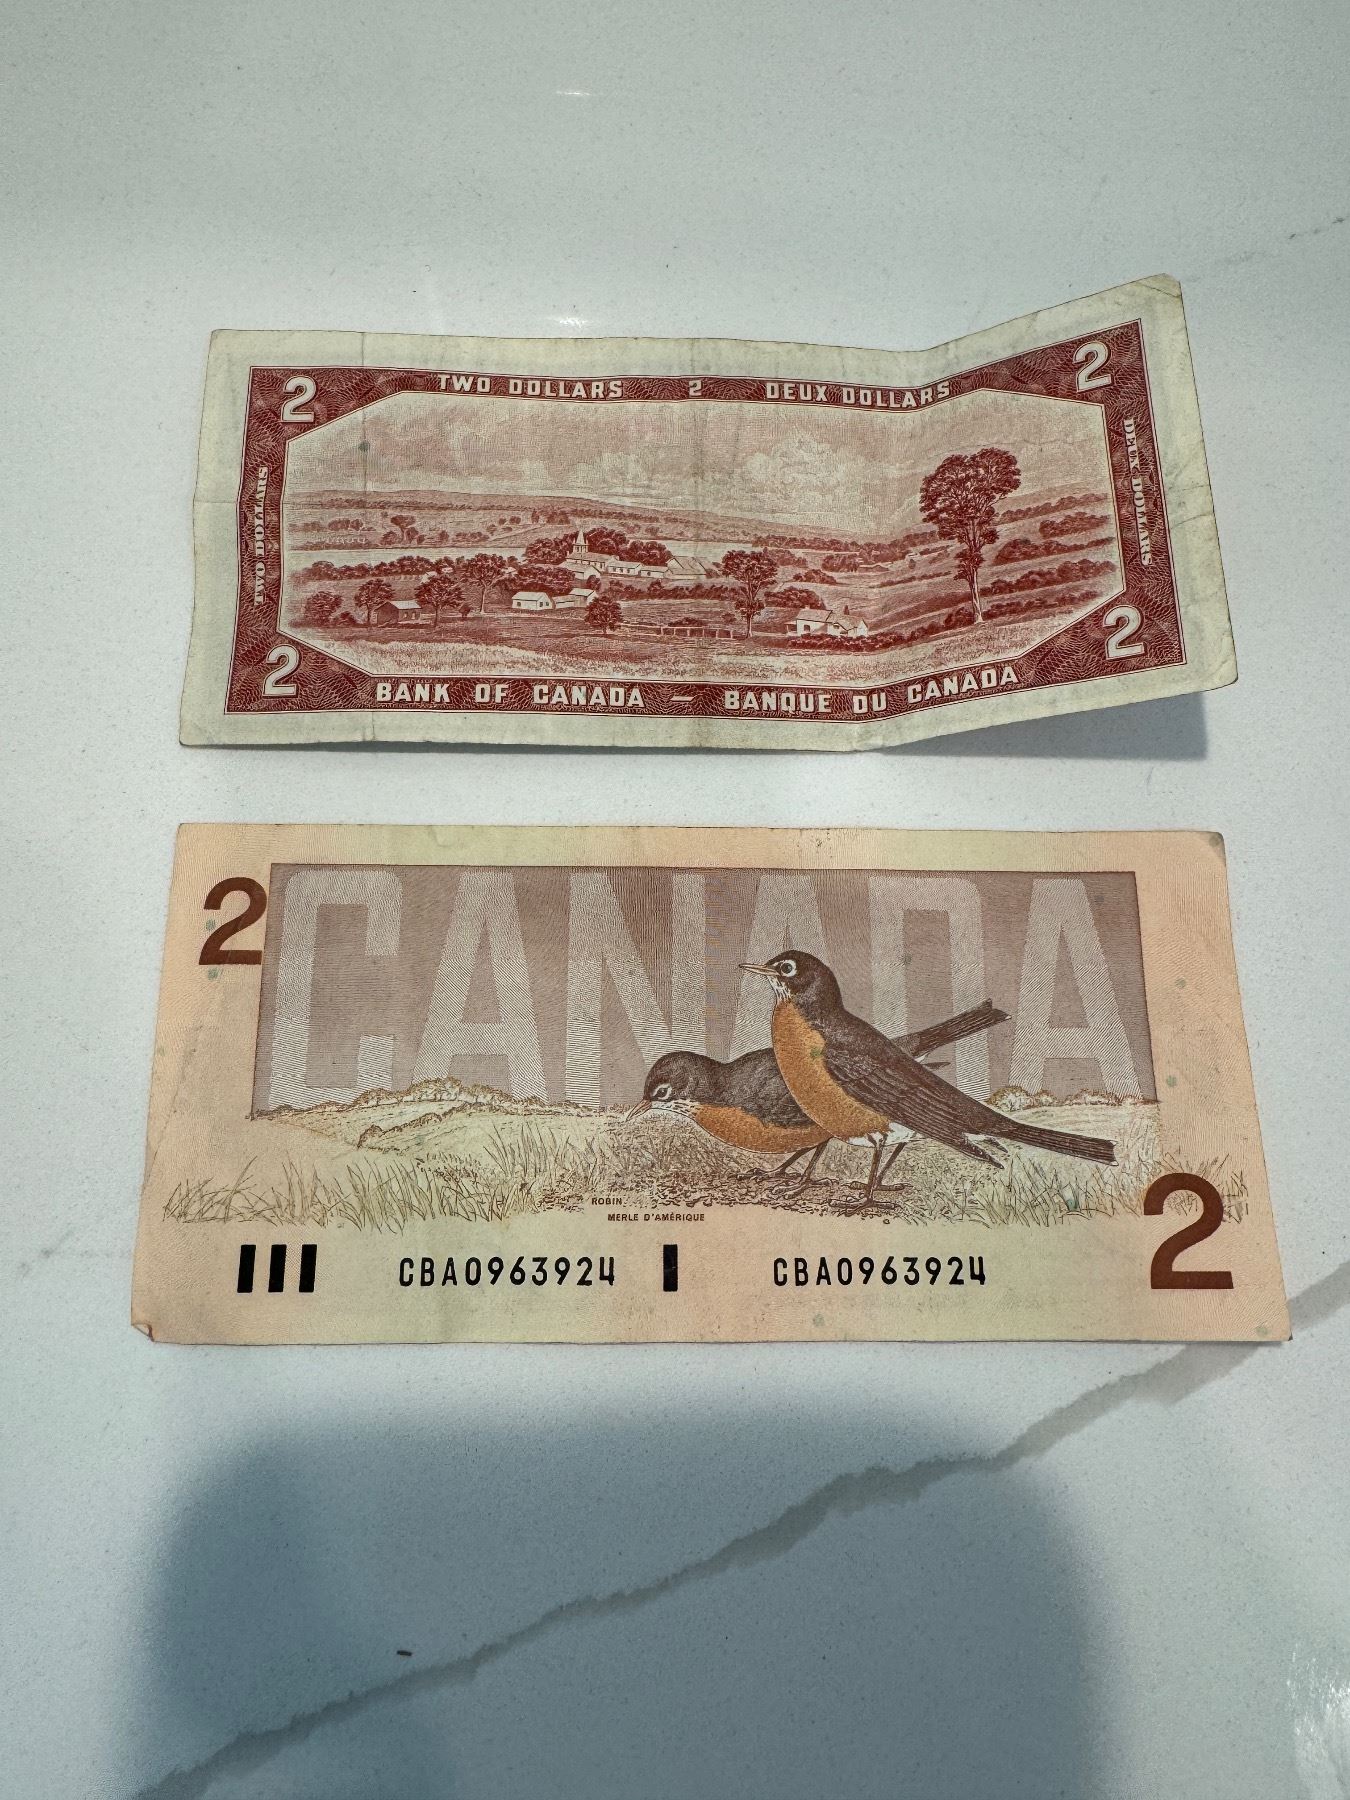 2 TWO DOLLARS 2 DEUX DOLLARS 2
TWO DOLLARS
DEUX DOLLARS
2 2
BANK OF CANADA – BANQUE DU CANADA
2
CANADA
ROBIN
MERLE D'AMÉRIQUE
2
CBA0963924 CBA0963924